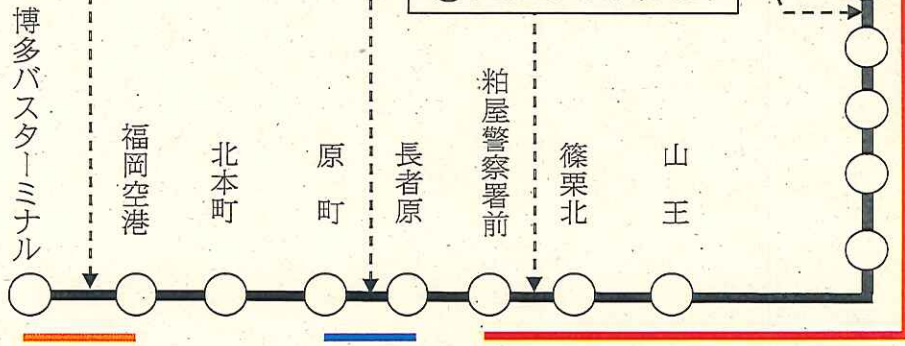 博多バスターミナル
福岡空港
北本町
原町
長者原
粕屋警察署前
篠栗北
山王